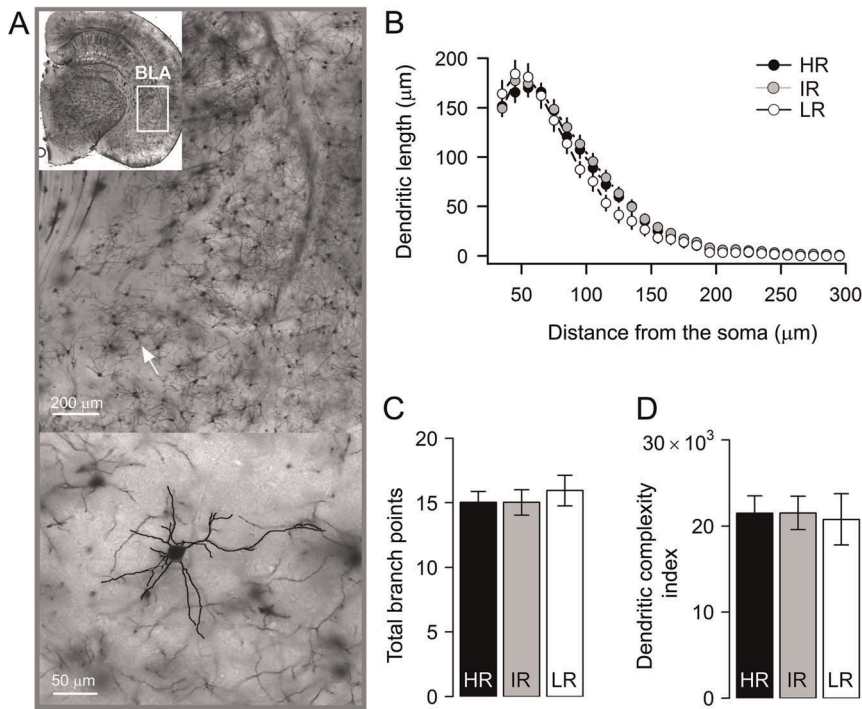 A
BLA
200 μm
50 μm
B
Dendritic length (μm)
200
150
100
50
0
HR
IR
LR
50 100 150 200 250 300
Distance from the soma (μm)
C
Total branch points
20
15
10
5
0
HR IR LR
D
Dendritic complexity
index
30 × 10³
20
10
0
HR IR LR